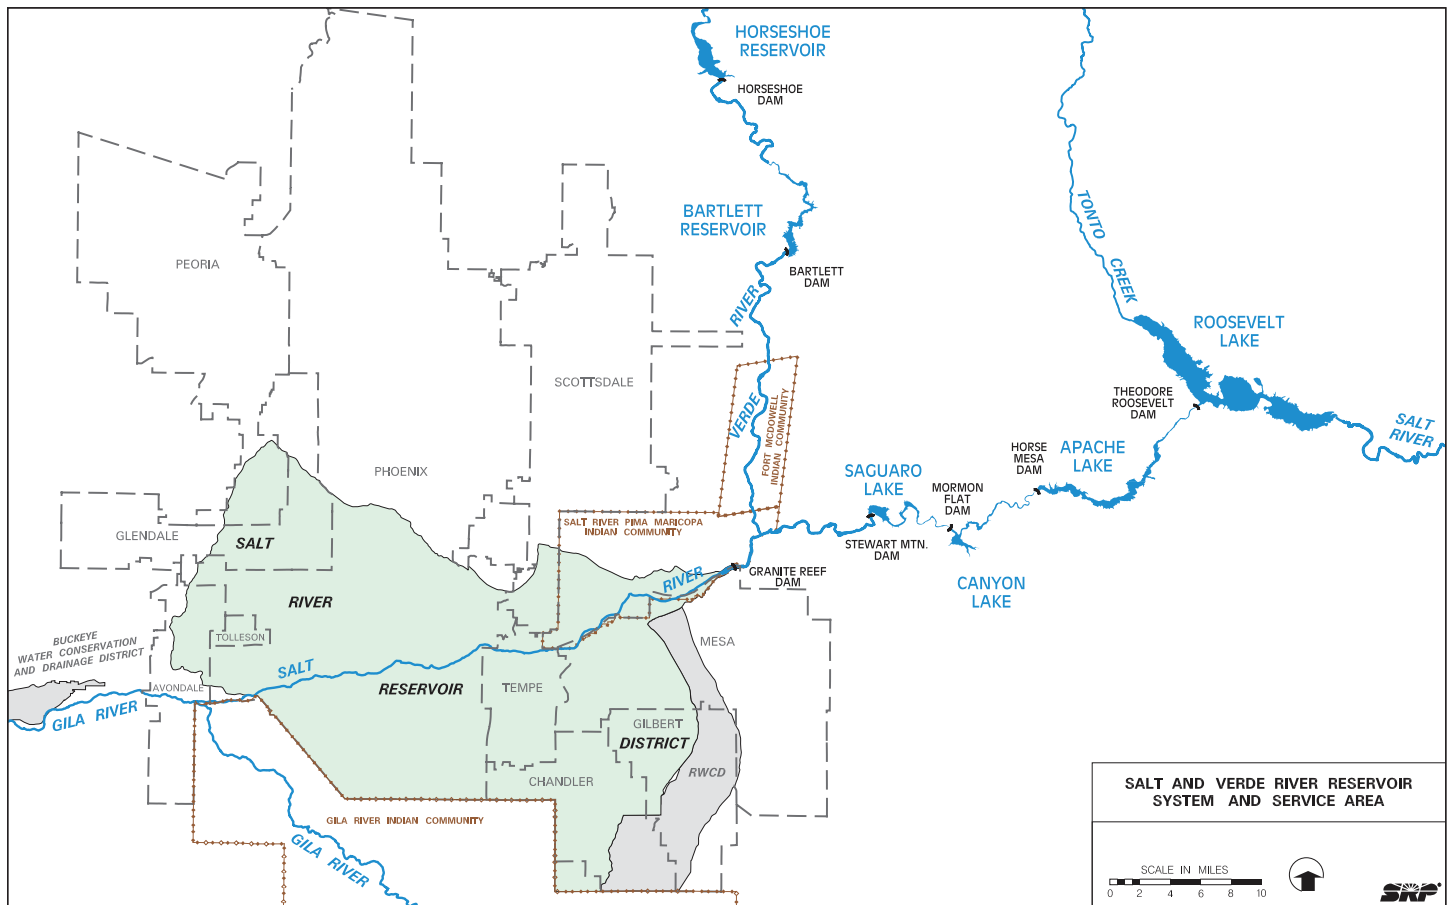 HORSESHOE
RESERVOIR
HORSESHOE
DAM
BARTLETT
RESERVOIR
BARTLETT
DAM
TONTO
CREEK
PEORIA
RIVER
ROOSEVELT
LAKE
SCOTTSDALE
THEODORE
ROOSEVELT
DAM
VERDE
FORT MCDOWELL
INDIAN COMMUNITY
SALT
RIVER
PHOENIX
HORSE
MESA
DAM
APACHE
LAKE
SAGUARO
LAKE
MORMON
FLAT
DAM
SALT RIVER PIMA MARICOPA
INDIAN COMMUNITY
GLENDALE
SALT
STEWART MTN.
DAM
RIVER
GRANITE REEF
DAM
CANYON
LAKE
RIVER
TOLLESON
MESA
BUCKEYE
WATER CONSERVATION
AND DRAINAGE DISTRICT
SALT
AVONDALE
RESERVOIR
TEMPE
GILA RIVER
GILBERT
DISTRICT
RWCD
CHANDLER
GILA RIVER INDIAN COMMUNITY
GILA RIVER
SALT AND VERDE RIVER RESERVOIR
SYSTEM AND SERVICE AREA
SCALE IN MILES
0 2 4 6 8 10
SRP